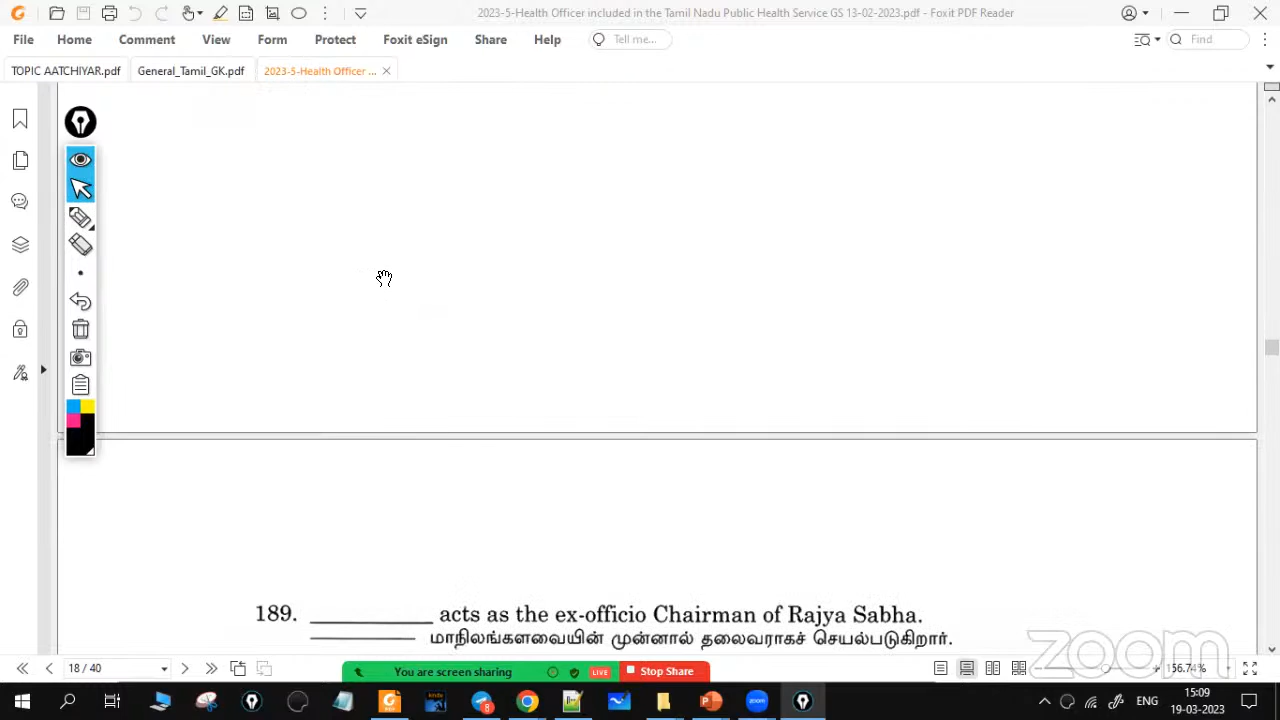 2023-5-Health Officer included in the Tamil Nadu Public Health Service GS 13-02-2023.pdf - Foxit PDF Reader
File Home Comment View Form Protect Foxit eSign Share Help Tell me... Find
TOPIC AATCHIYAR.pdf General_Tamil_GK.pdf 2023-5-Health Officer ...
189. __________ acts as the ex-officio Chairman of Rajya Sabha.
__________ மாநிலங்களவையின் முன்னால் தலைவராகச் செயல்படுகிறார்.
zoom
18 / 40 156.74%
You are screen sharing LIVE Stop Share
ENG 15:09
19-03-2023